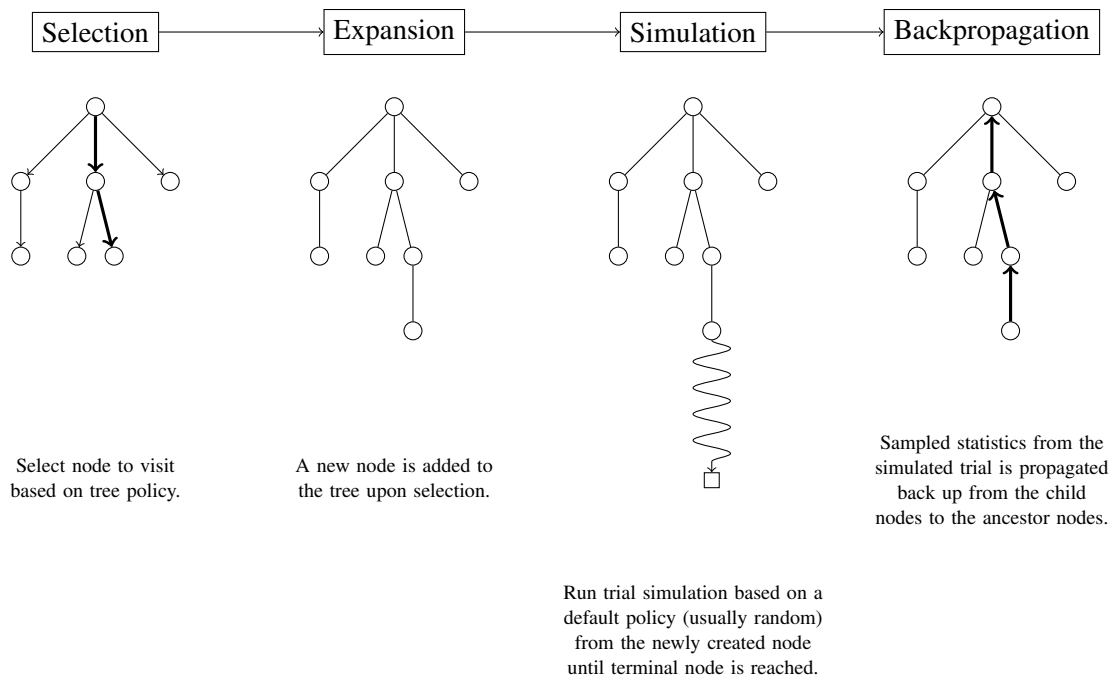 Selection
Expansion
Simulation
Backpropagation
Select node to visit
based on tree policy.
A new node is added to
the tree upon selection.
Run trial simulation based on a
default policy (usually random)
from the newly created node
until terminal node is reached.
Sampled statistics from the
simulated trial is propagated
back up from the child
nodes to the ancestor nodes.